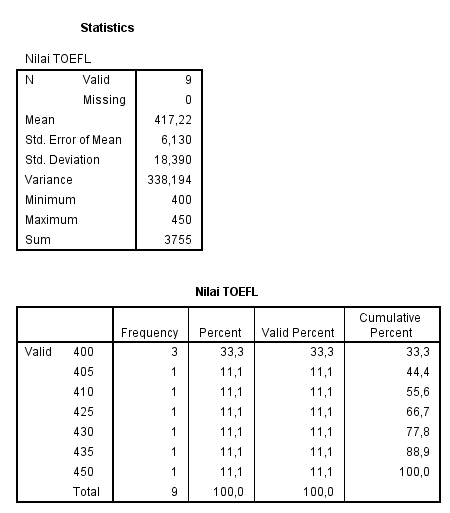 Statistics
Nilai TOEFL
N Valid 9
Missing 0
Mean 417,22
Std. Error of Mean 6,130
Std. Deviation 18,390
Variance 338,194
Minimum 400
Maximum 450
Sum 3755
Nilai TOEFL
Frequency Percent Valid Percent Cumulative Percent
Valid 400 3 33,3 33,3 33,3
405 1 11,1 11,1 44,4
410 1 11,1 11,1 55,6
425 1 11,1 11,1 66,7
430 1 11,1 11,1 77,8
435 1 11,1 11,1 88,9
450 1 11,1 11,1 100,0
Total 9 100,0 100,0